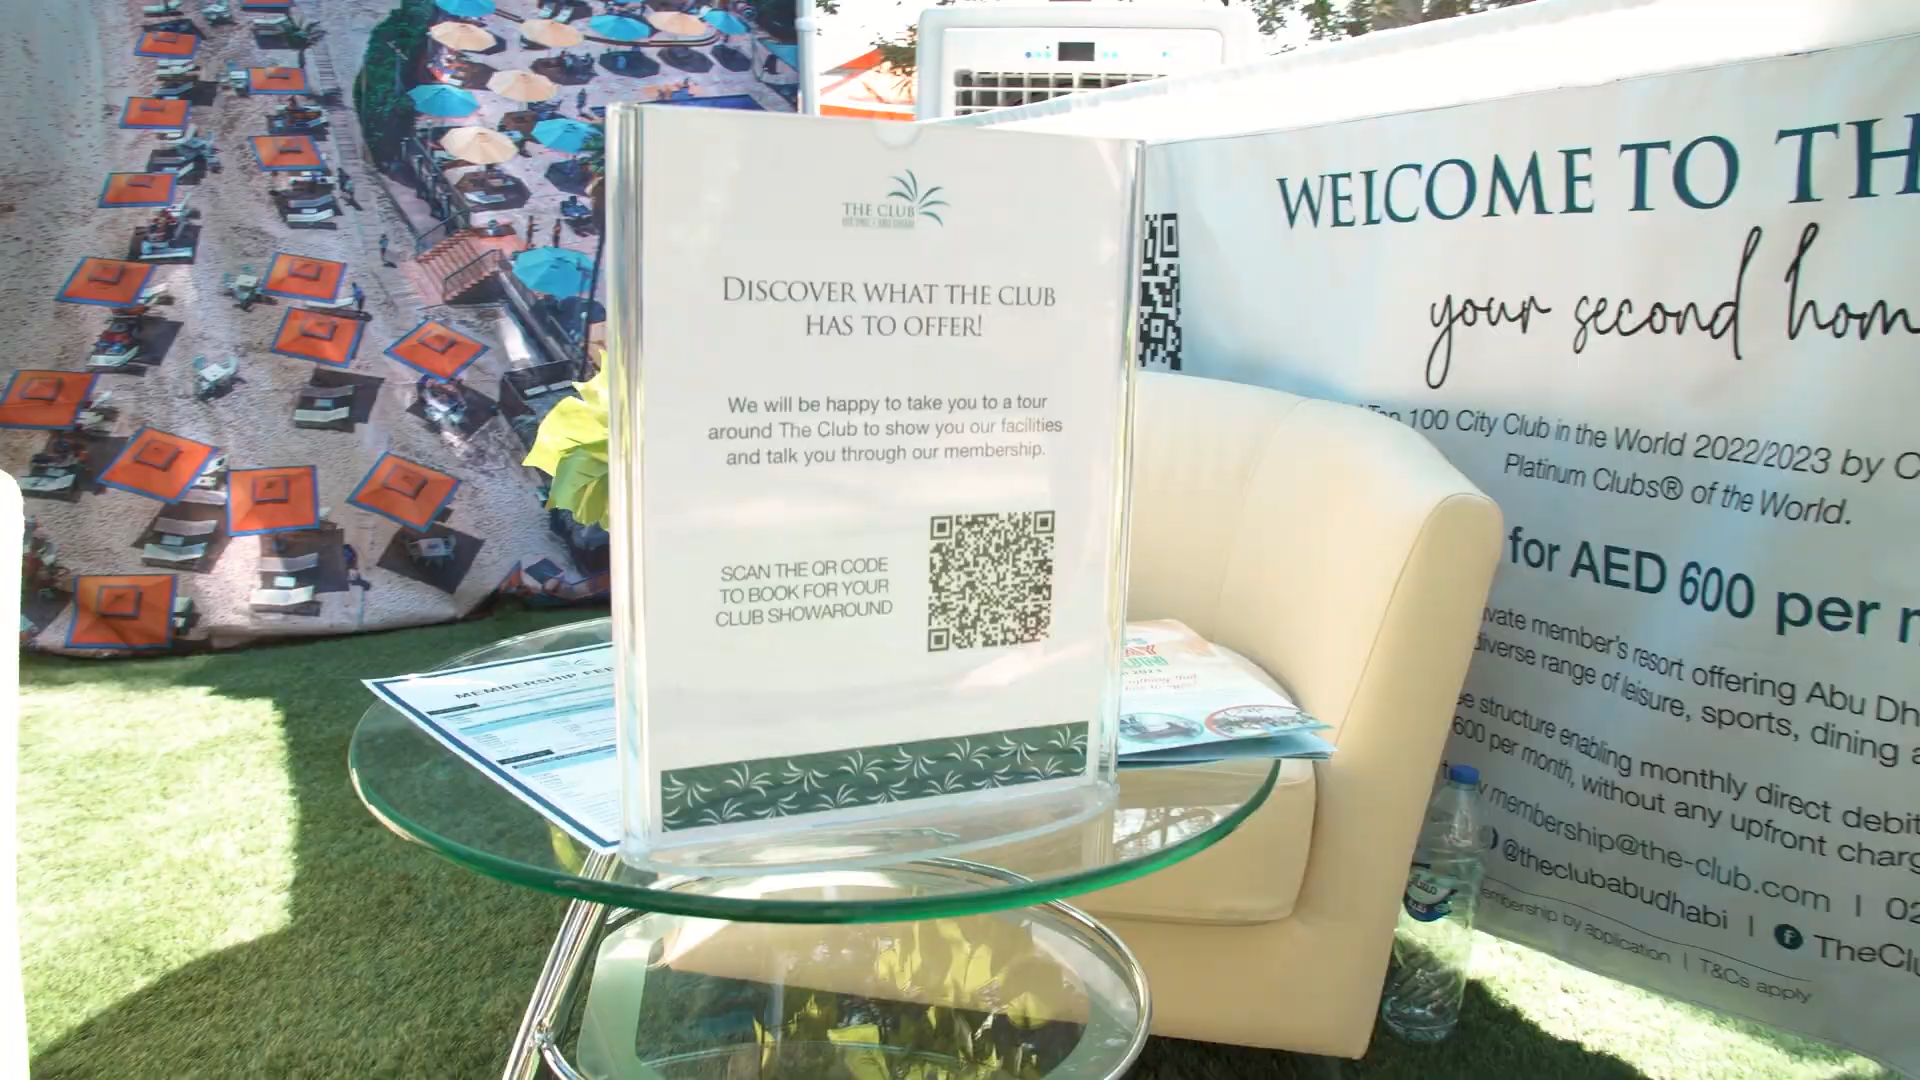 THE CLUB
DISCOVER WHAT THE CLUB
HAS TO OFFER!
We will be happy to take you to a tour
around The Club to show you our facilities
and talk you through our membership.
SCAN THE QR CODE
TO BOOK FOR YOUR
CLUB SHOWAROUND
MEMBERSHIP FEE
WELCOME TO TH
your second hom
Top 100 City Club in the World 2022/2023 by C
Platinum Clubs® of the World.
for AED 600 per
vate member's resort offering Abu Dh
diverse range of leisure, sports, dining a
ee structure enabling monthly direct debit
600 per month, without any upfront charg
membership@the-club.com | 02
@theclubabudhabi | TheClu
embership by application | T&Cs apply